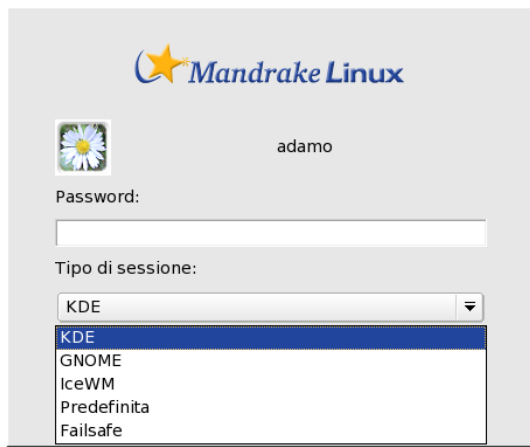 Mandrake Linux
adamo
Password:
Tipo di sessione:
KDE
KDE
GNOME
IceWM
Predefinita
Failsafe